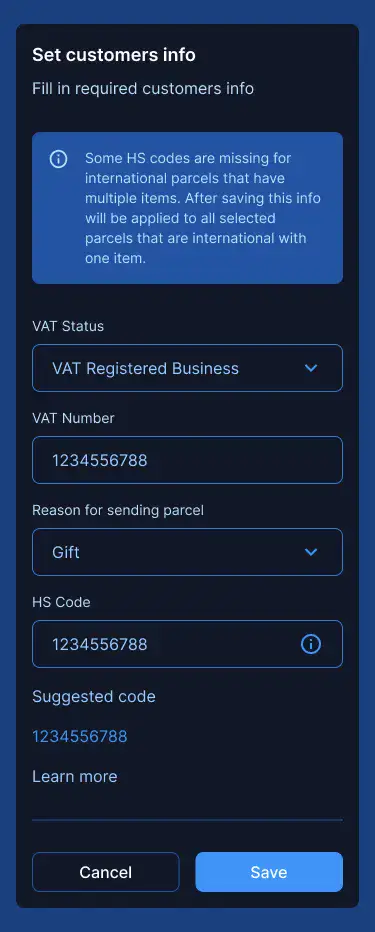 Set customers info
Fill in required customers info
Some HS codes are missing for
international parcels that have
multiple items. After saving this info
will be applied to all selected
parcels that are international with
one item.
VAT Status
VAT Registered Business
VAT Number
1234556788
Reason for sending parcel
Gift
HS Code
1234556788
Suggested code
1234556788
Learn more
Cancel
Save